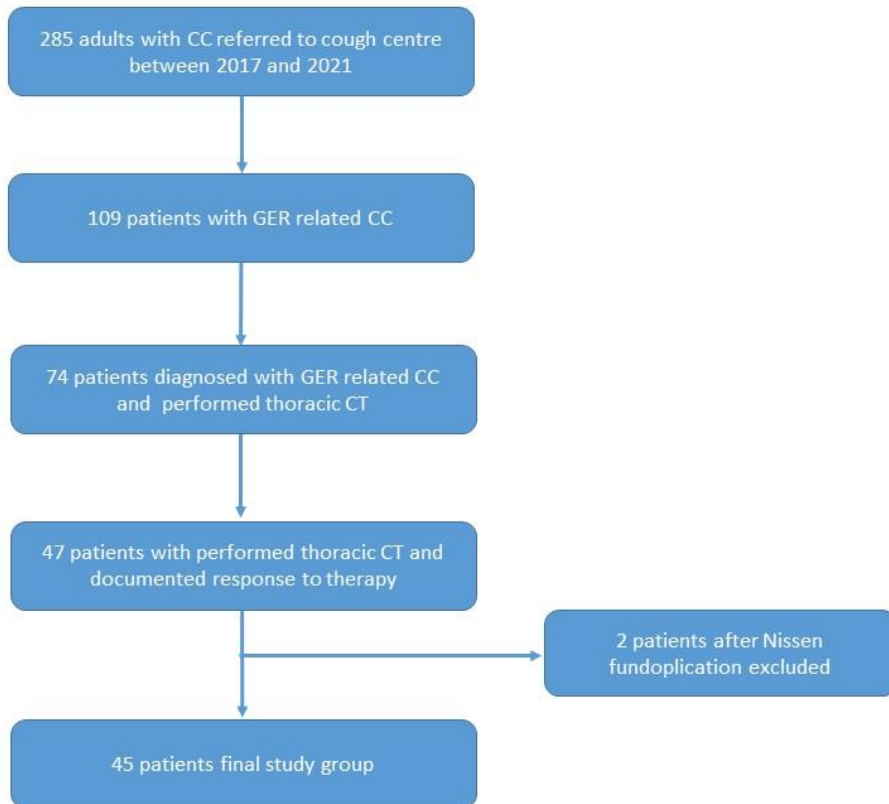 285 adults with CC referred to cough centre
between 2017 and 2021
109 patients with GER related CC
74 patients diagnosed with GER related CC
and performed thoracic CT
47 patients with performed thoracic CT and
documented response to therapy
2 patients after Nissen
fundoplication excluded
45 patients final study group